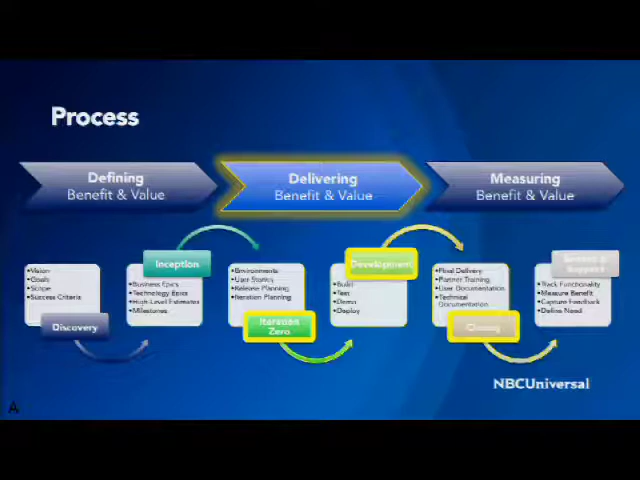 Process
Defining
Benefit & Value
Delivering
Benefit & Value
Measuring
Benefit & Value
•Vision
•Goals
•Scope
•Success Criteria
Discovery
Inception
•Business Epics
•Technology Epics
•High-Level Estimates
•Milestones
•Environments
•User Stories
•Release Planning
•Iteration Planning
Iteration
Zero
Development
•Build
•Test
•Demo
•Deploy
•Final Delivery
•Partner Training
•User Documentation
•Technical
Documentation
Closing
Support
•Track Functionality
•Measure Benefit
•Capture Feedback
•Define Need
NBCUniversal
A